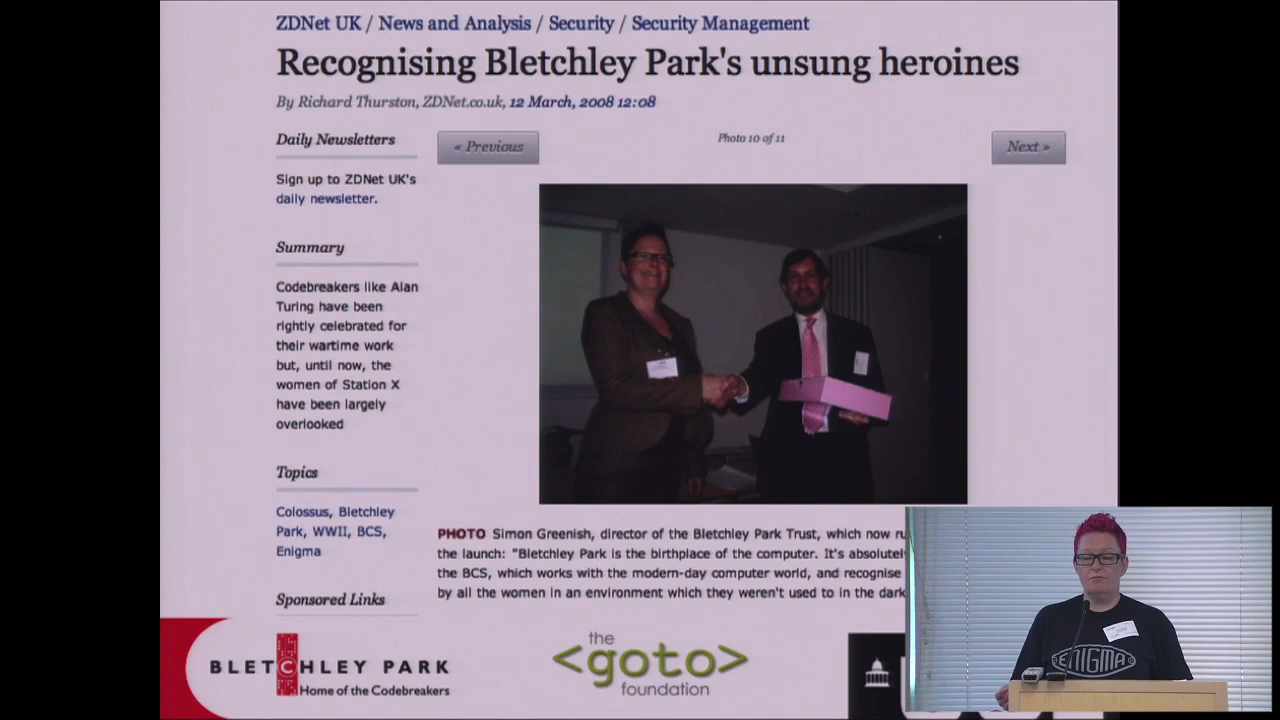 ZDNet UK / News and Analysis / Security / Security Management
Recognising Bletchley Park's unsung heroines
By Richard Thurston, ZDNet.co.uk, 12 March, 2008 12:08
Daily Newsletters
Sign up to ZDNet UK's
daily newsletter.
Summary
Codebreakers like Alan
Turing have been
rightly celebrated for
their wartime work
but, until now, the
women of Station X
have been largely
overlooked
Topics
Colossus, Bletchley
Park, WWII, BCS,
Enigma
Sponsored Links
« Previous
Photo 10 of 11
Next »
PHOTO Simon Greenish, director of the Bletchley Park Trust, which now
the launch: "Bletchley Park is the birthplace of the computer. It's
the BCS, which works with the modern-day computer world, and recognise
by all the women in an environment which they weren't used to in the dark
BLETCHLEY PARK
Home of the Codebreakers
the
<goto>
foundation
ENIGMA